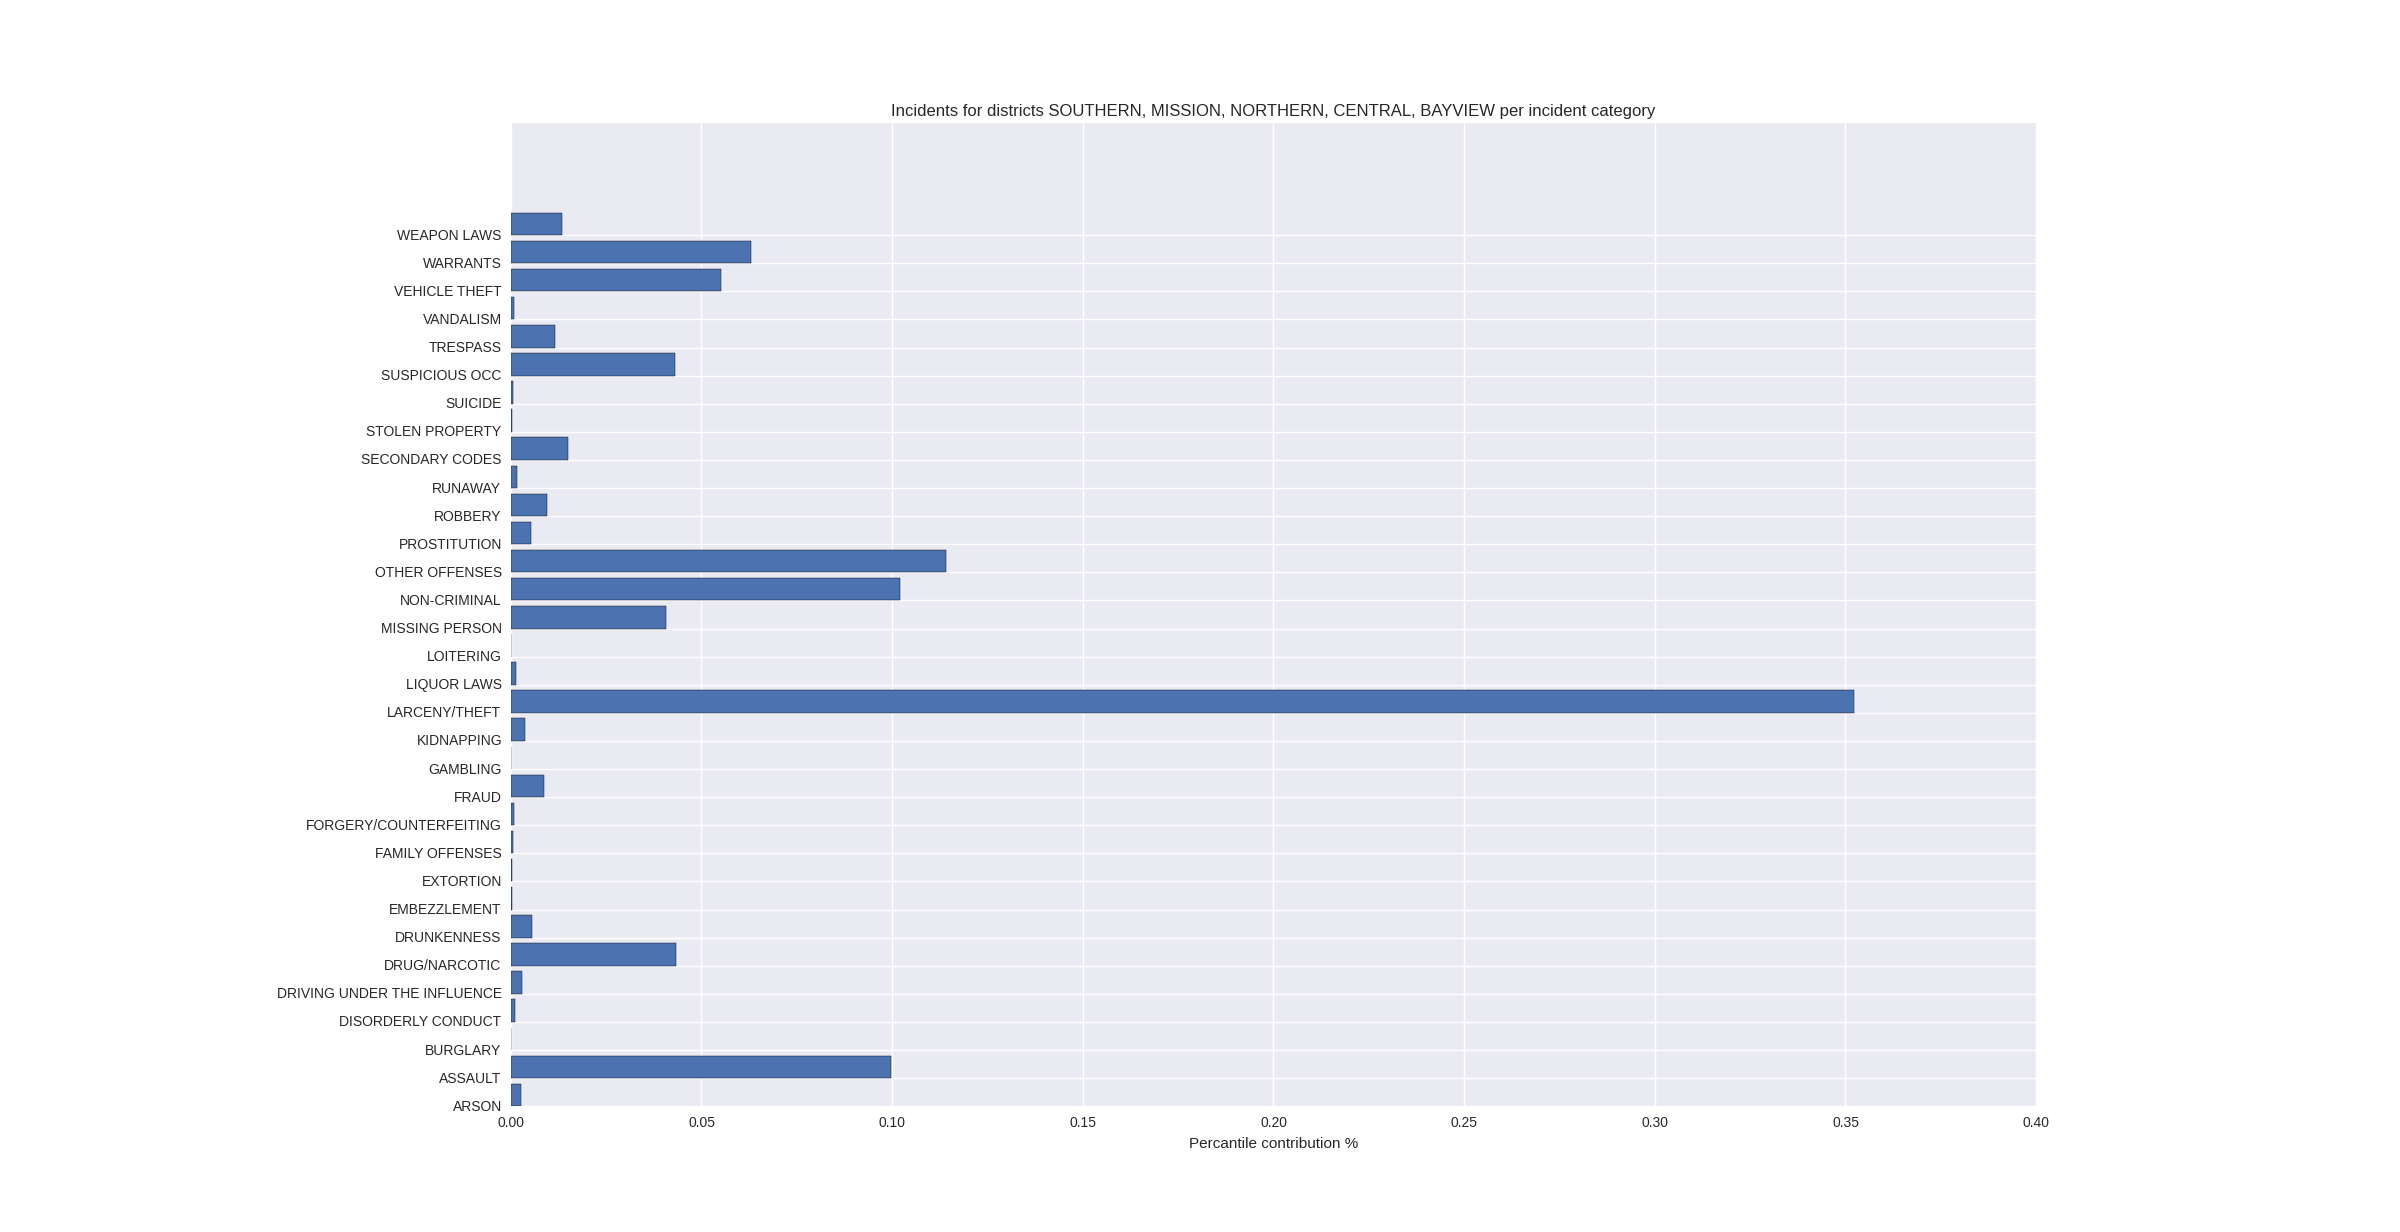 Incidents for districts SOUTHERN, MISSION, NORTHERN, CENTRAL, BAYVIEW per incident category
WEAPON LAWS
WARRANTS
VEHICLE THEFT
VANDALISM
TRESPASS
SUSPICIOUS OCC
SUICIDE
STOLEN PROPERTY
SECONDARY CODES
RUNAWAY
ROBBERY
PROSTITUTION
OTHER OFFENSES
NON-CRIMINAL
MISSING PERSON
LOITERING
LIQUOR LAWS
LARCENY/THEFT
KIDNAPPING
GAMBLING
FRAUD
FORGERY/COUNTERFEITING
FAMILY OFFENSES
EXTORTION
EMBEZZLEMENT
DRUNKENNESS
DRUG/NARCOTIC
DRIVING UNDER THE INFLUENCE
DISORDERLY CONDUCT
BURGLARY
ASSAULT
ARSON
0.00 0.05 0.10 0.15 0.20 0.25 0.30 0.35 0.40
Percentile contribution %